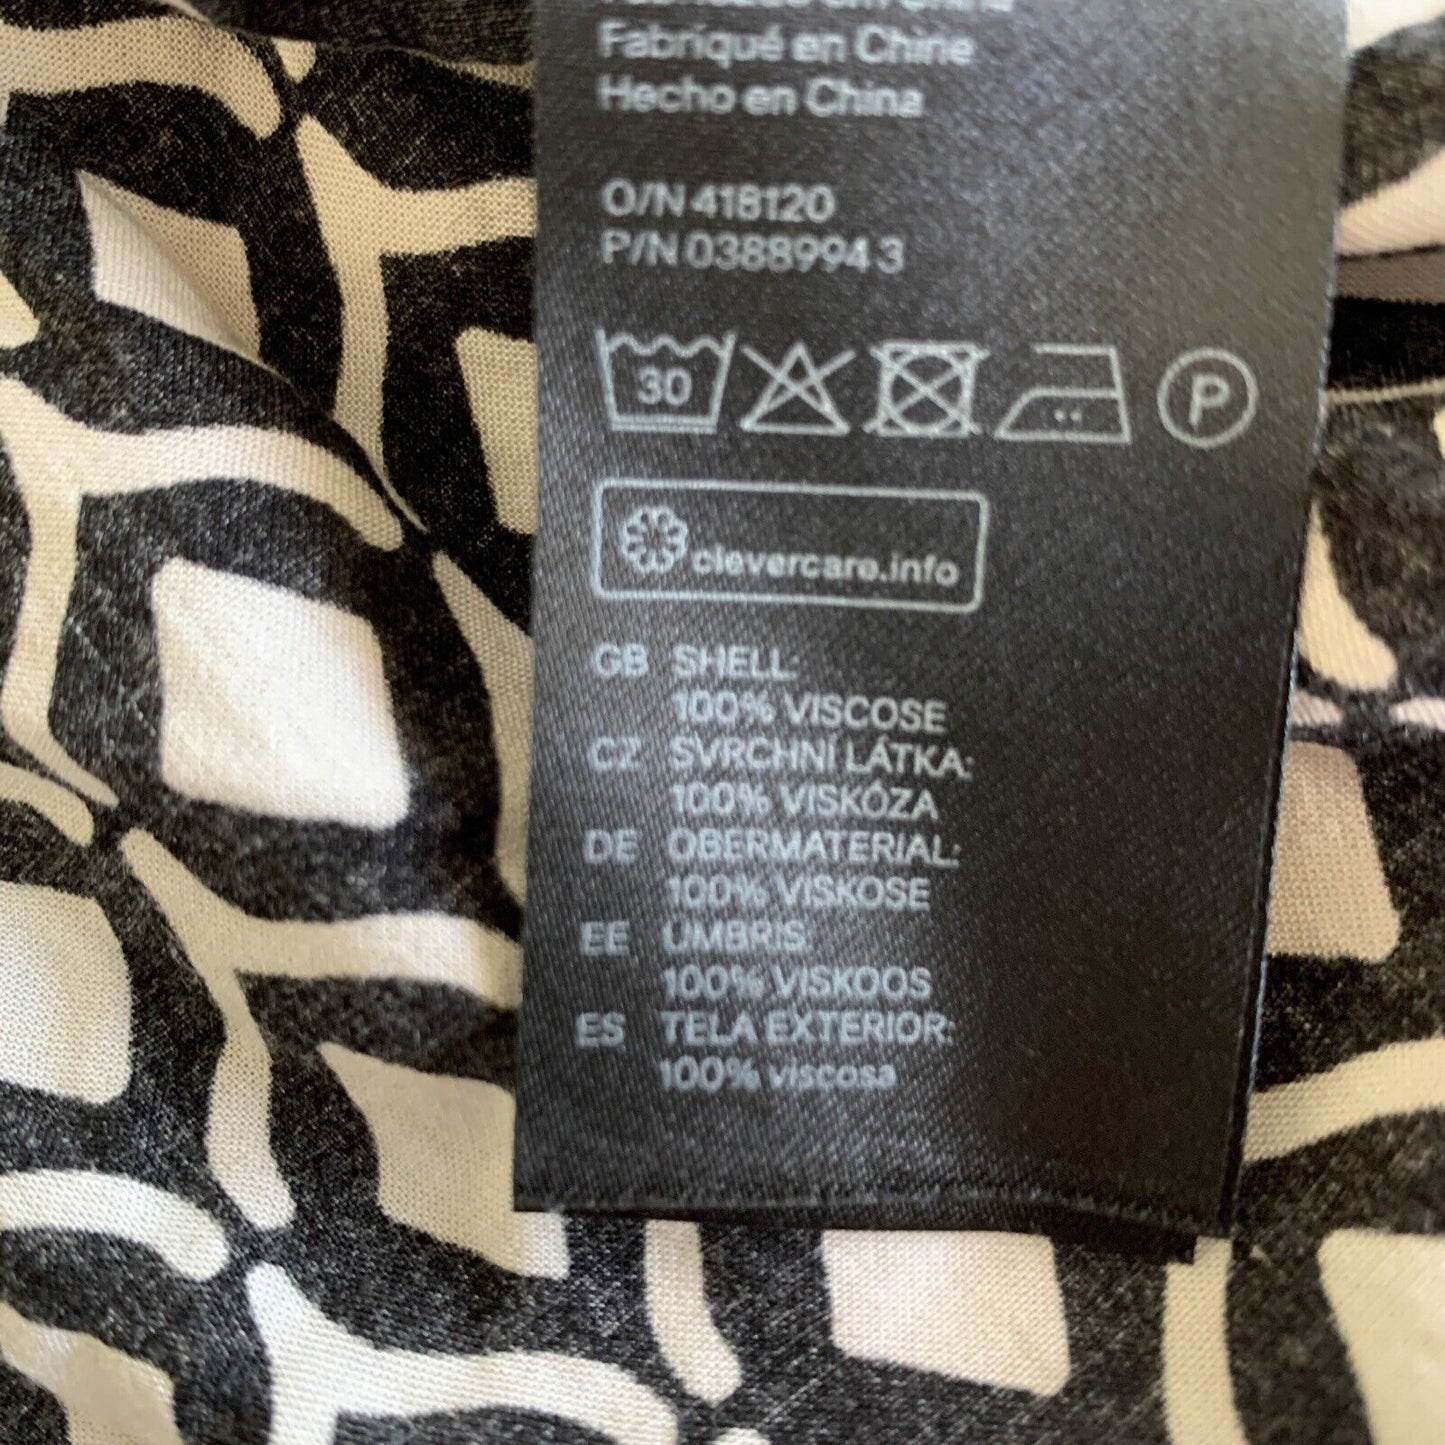 Fabriqué en Chine
Hecho en China
O/N 418120
P/N 0388994 3
30
P
clevercare.info
GB SHELL:
100% VISCOSE
CZ SVRCHNÍ LÁTKA:
100% VISKÓZA
DE OBERMATERIAL:
100% VISKOSE
EE UMBRIS:
100% VISKOOS
ES TELA EXTERIOR:
100% viscosa